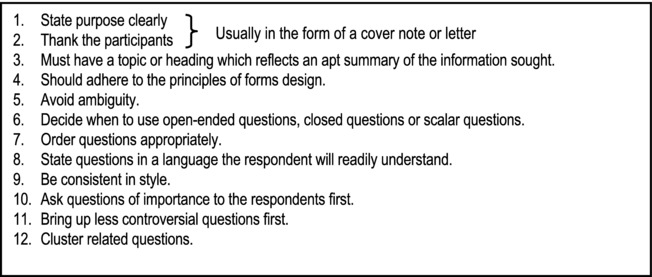 1. State purpose clearly
2. Thank the participants
Usually in the form of a cover note or letter
3. Must have a topic or heading which reflects an apt summary of the information sought.
4. Should adhere to the principles of forms design.
5. Avoid ambiguity.
6. Decide when to use open-ended questions, closed questions or scalar questions.
7. Order questions appropriately.
8. State questions in a language the respondent will readily understand.
9. Be consistent in style.
10. Ask questions of importance to the respondents first.
11. Bring up less controversial questions first.
12. Cluster related questions.